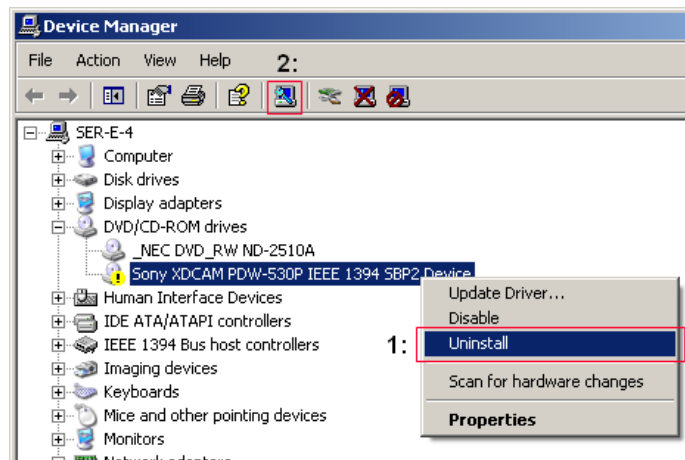 Device Manager
File Action View Help
2:
SER-E-4
Computer
Disk drives
Display adapters
DVD/CD-ROM drives
_NEC DVD_RW ND-2510A
Sony XDCAM PDW-530P IEEE 1394 SBP2 Device
Update Driver...
Human Interface Devices
Disable
IDE ATA/ATAPI controllers
1:
Uninstall
IEEE 1394 Bus host controllers
Imaging devices
Scan for hardware changes
Keyboards
Mice and other pointing devices
Properties
Monitors
Network adapters